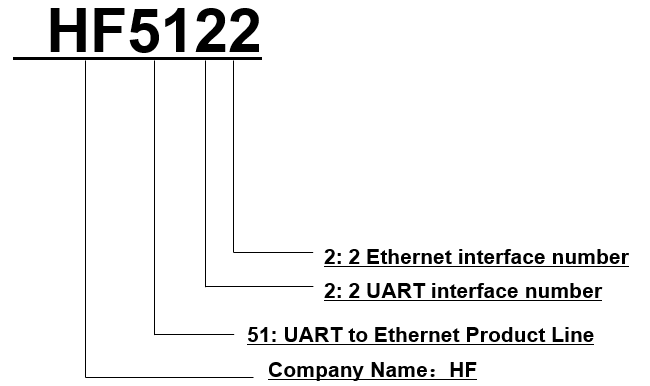 HF5122
2: 2 Ethernet interface number
2: 2 UART interface number
51: UART to Ethernet Product Line
Company Name：HF